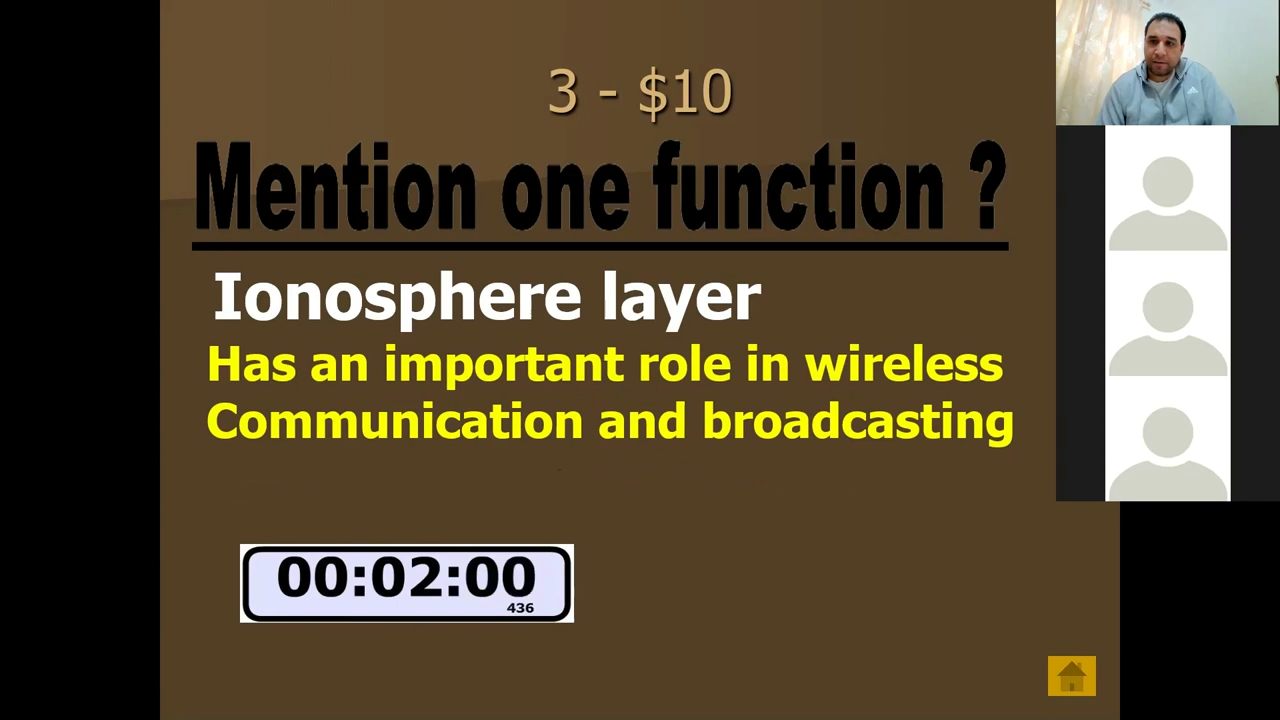 3 - $10
Mention one function ?
Ionosphere layer
Has an important role in wireless
Communication and broadcasting
00:02:00
436